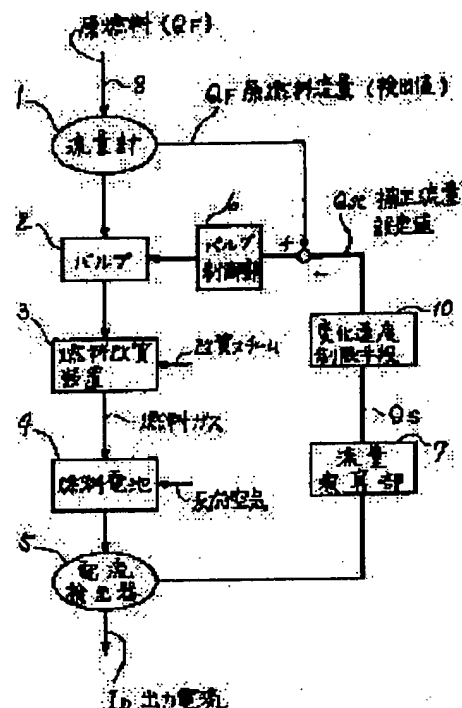 原燃料(QF)
8
1
流量計
QF 原燃料流量(検出値)
6
バルブ
制御部
+
-
QSC 補正流量
設定値
2
バルブ
10
変化速度
制限手段
3
燃料改質
装置
改質スチーム
燃料ガス
QS
4
燃料電池
反応空気
7
流量
演算部
5
電流
検出器
ID 出力電流